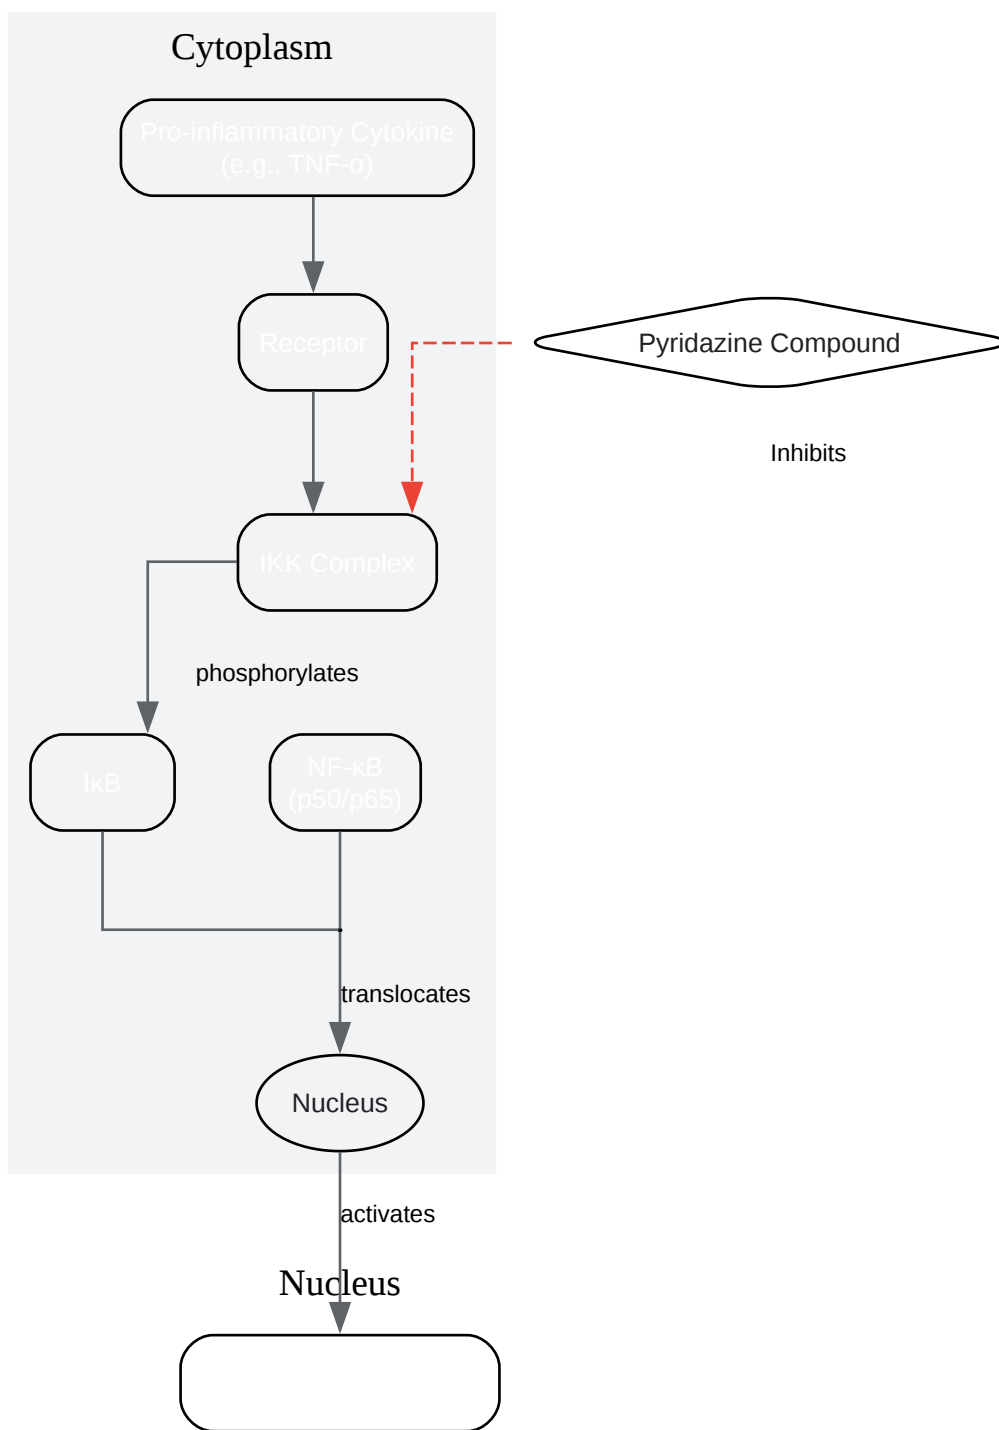 Cytoplasm
Pro-inflammatory Cytokine
(e.g., TNF-α)
Receptor
Pyridazine Compound
Inhibits
IKK Complex
phosphorylates
IκB
NF-κB
(p50/p65)
translocates
Nucleus
activates
Nucleus